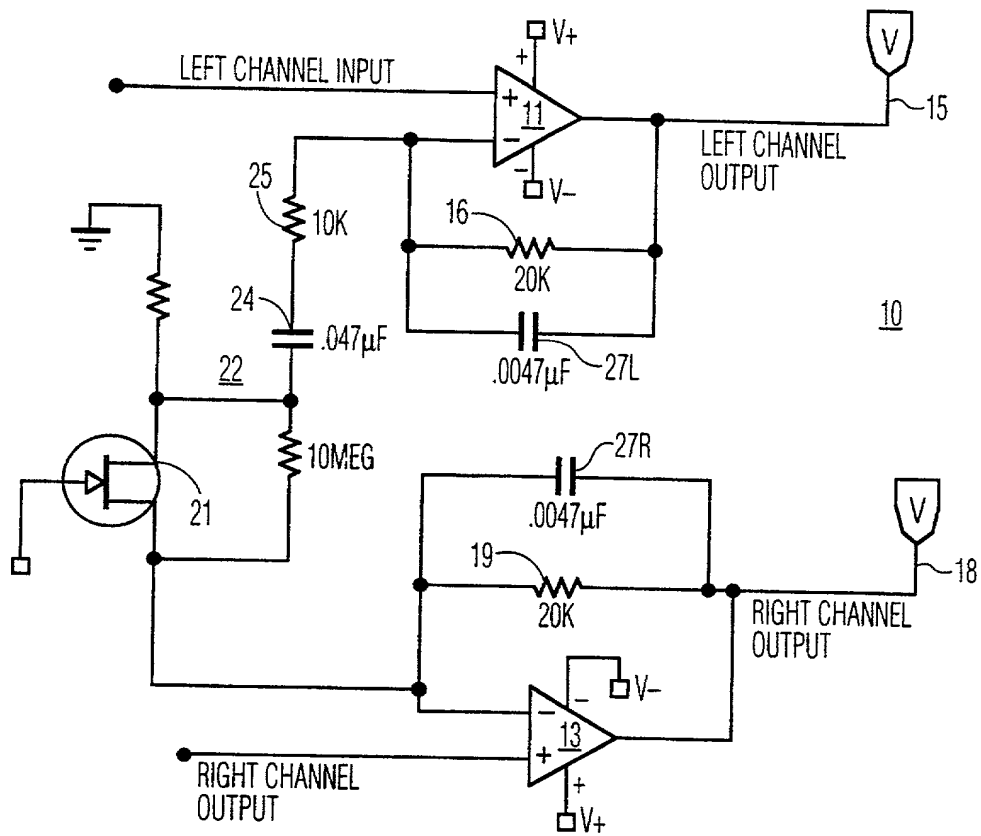 V+
V
LEFT CHANNEL INPUT
+
+
11
−
−
V−
15
LEFT CHANNEL
OUTPUT
25
10K
16
20K
24
.047µF
10
22
.0047µF
27L
10MEG
27R
21
.0047µF
V
19
20K
18
RIGHT CHANNEL
OUTPUT
−
V−
−
13
+
RIGHT CHANNEL
OUTPUT
+
V+